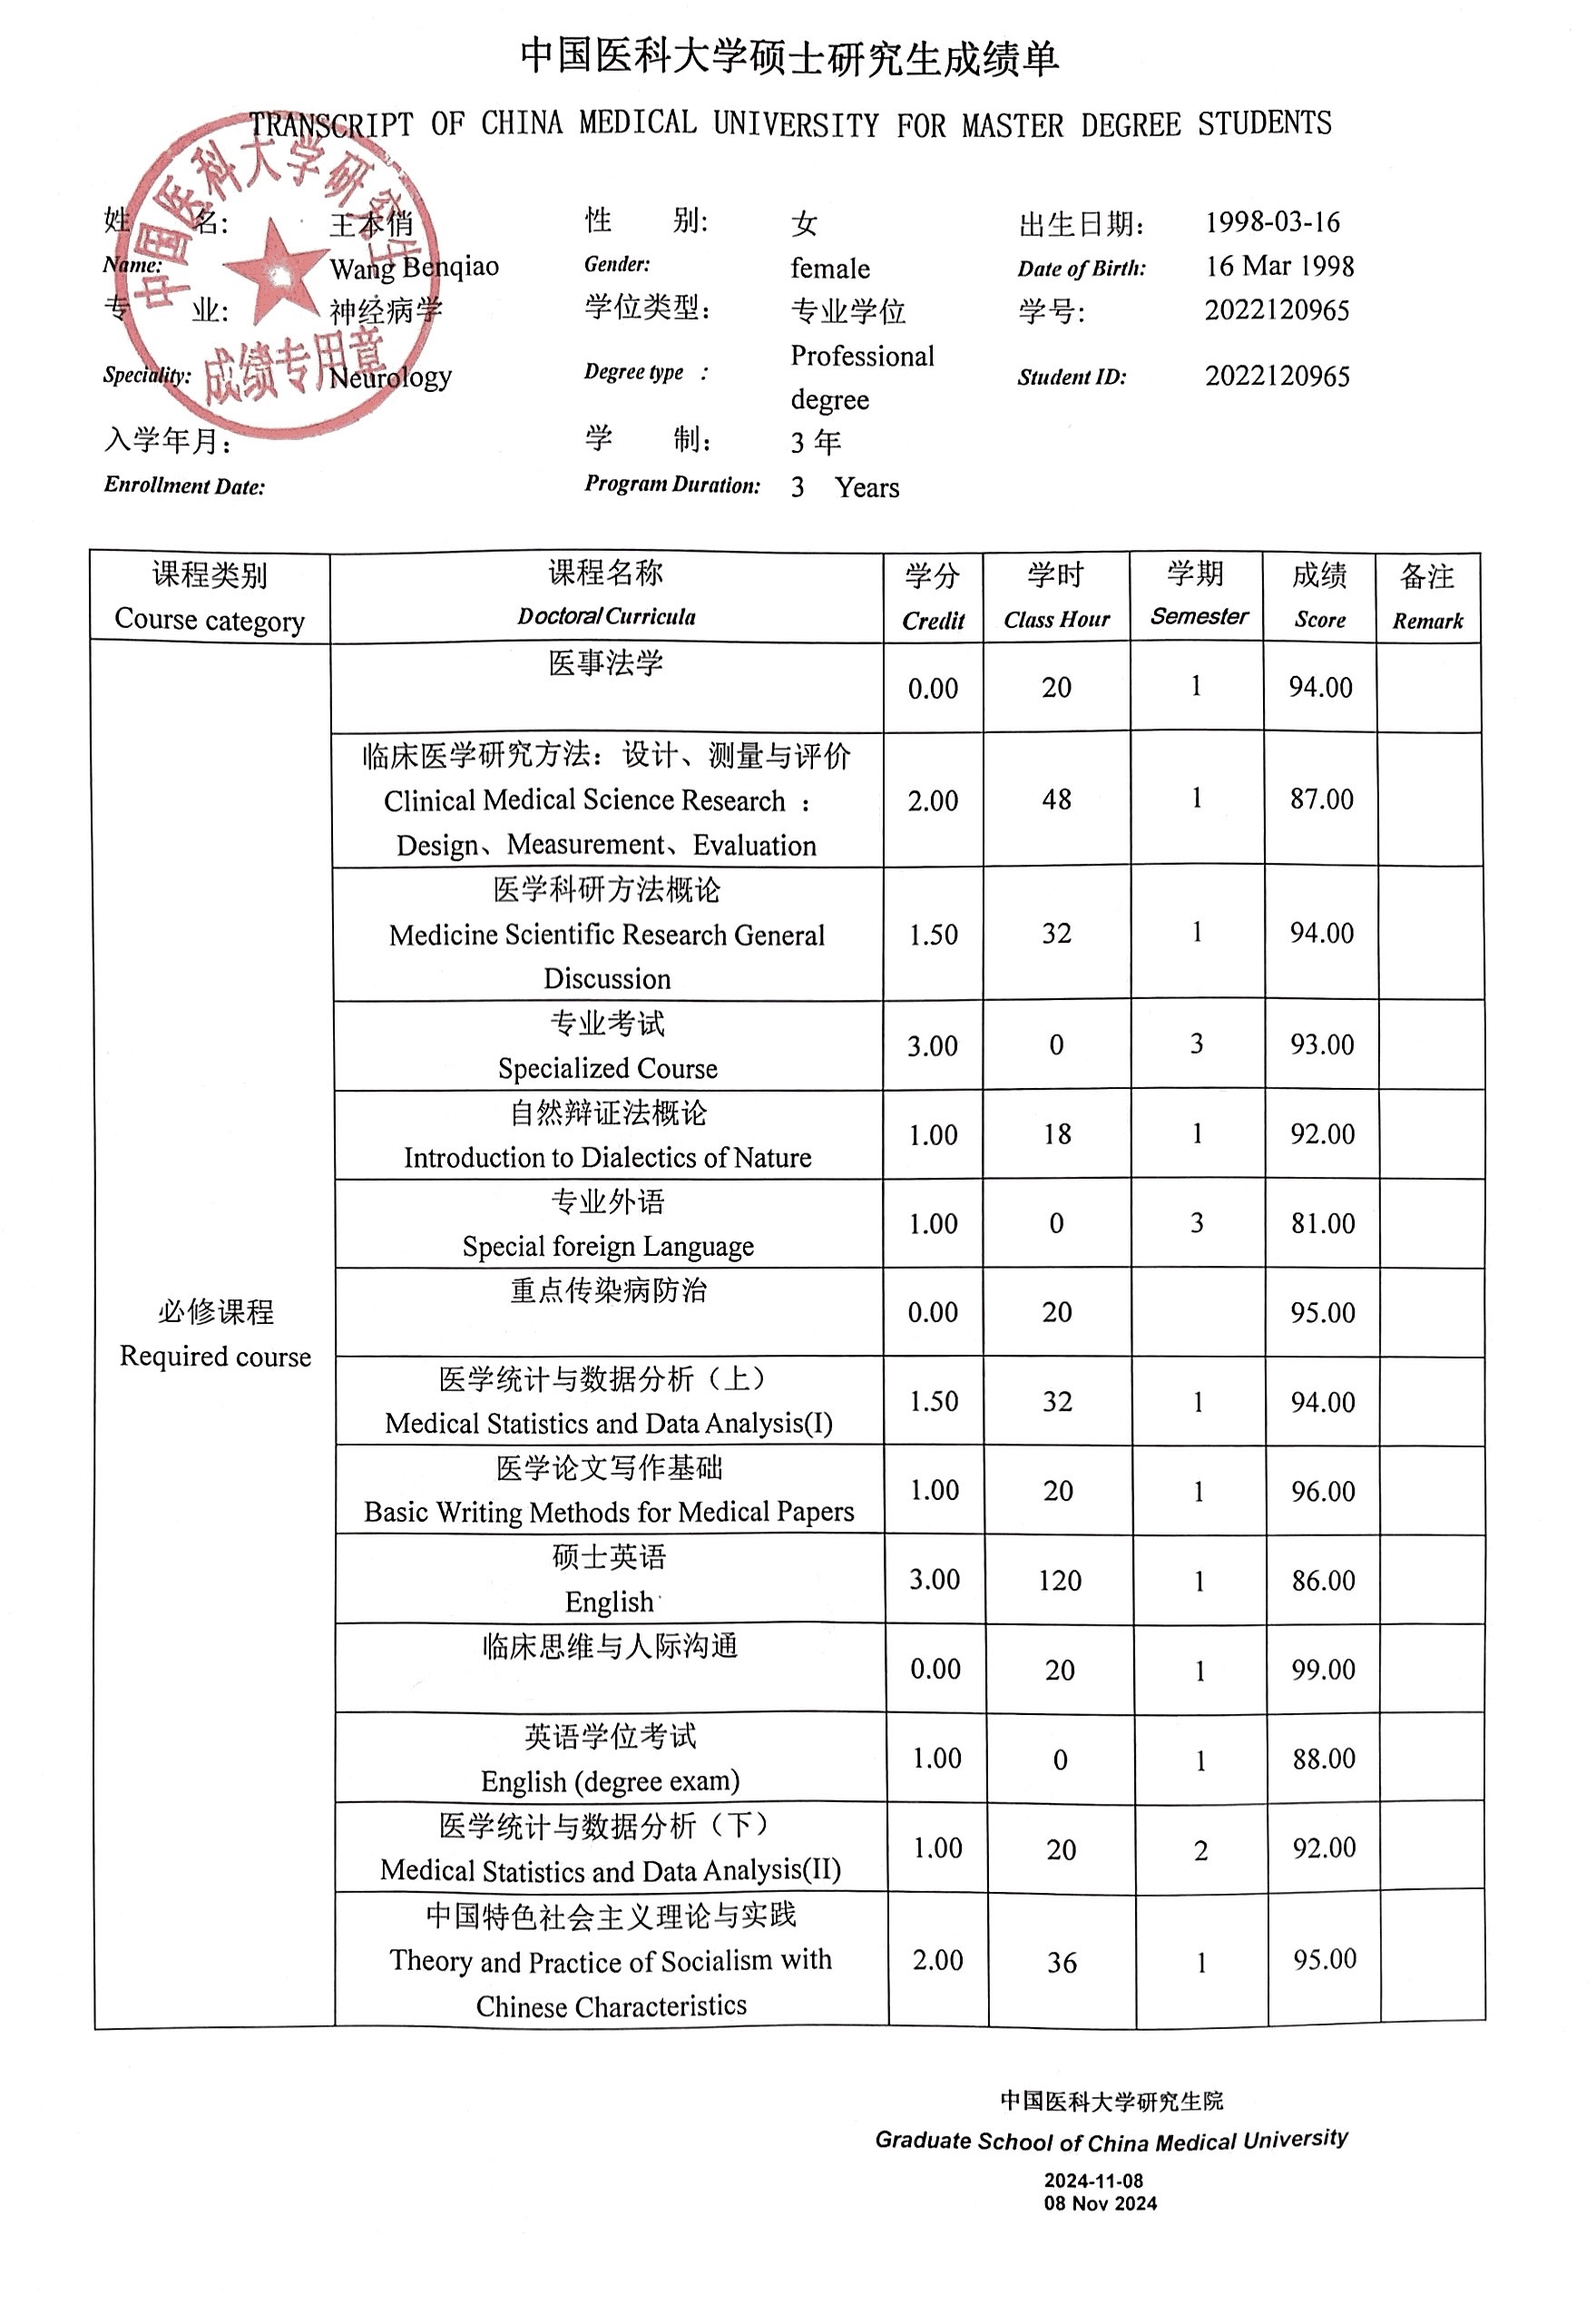 中国医科大学硕士研究生成绩单
TRANSCRIPT OF CHINA MEDICAL UNIVERSITY FOR MASTER DEGREE STUDENTS
中国医科大学研究生
成绩专用章
姓 名: 王本俏 性 别: 女 出生日期: 1998-03-16
Name: Wang Benqiao Gender: female Date of Birth: 16 Mar 1998
专 业: 神经病学 学位类型: 专业学位 学号: 2022120965
Speciality: Neurology Degree type : Professional degree Student ID: 2022120965
入学年月: 学 制: 3 年
Enrollment Date: Program Duration: 3 Years
课程类别 课程名称 学分 学时 学期 成绩 备注
Course category Doctoral Curricula Credit Class Hour Semester Score Remark
必修课程
Required course
医事法学
0.00 20 1 94.00
临床医学研究方法：设计、测量与评价
Clinical Medical Science Research ：
Design、Measurement、Evaluation
2.00 48 1 87.00
医学科研方法概论
Medicine Scientific Research General
Discussion
1.50 32 1 94.00
专业考试
Specialized Course
3.00 0 3 93.00
自然辩证法概论
Introduction to Dialectics of Nature
1.00 18 1 92.00
专业外语
Special foreign Language
1.00 0 3 81.00
重点传染病防治
0.00 20 95.00
医学统计与数据分析（上）
Medical Statistics and Data Analysis(I)
1.50 32 1 94.00
医学论文写作基础
Basic Writing Methods for Medical Papers
1.00 20 1 96.00
硕士英语
English
3.00 120 1 86.00
临床思维与人际沟通
0.00 20 1 99.00
英语学位考试
English (degree exam)
1.00 0 1 88.00
医学统计与数据分析（下）
Medical Statistics and Data Analysis(II)
1.00 20 2 92.00
中国特色社会主义理论与实践
Theory and Practice of Socialism with
Chinese Characteristics
2.00 36 1 95.00
中国医科大学研究生院
Graduate School of China Medical University
2024-11-08
08 Nov 2024